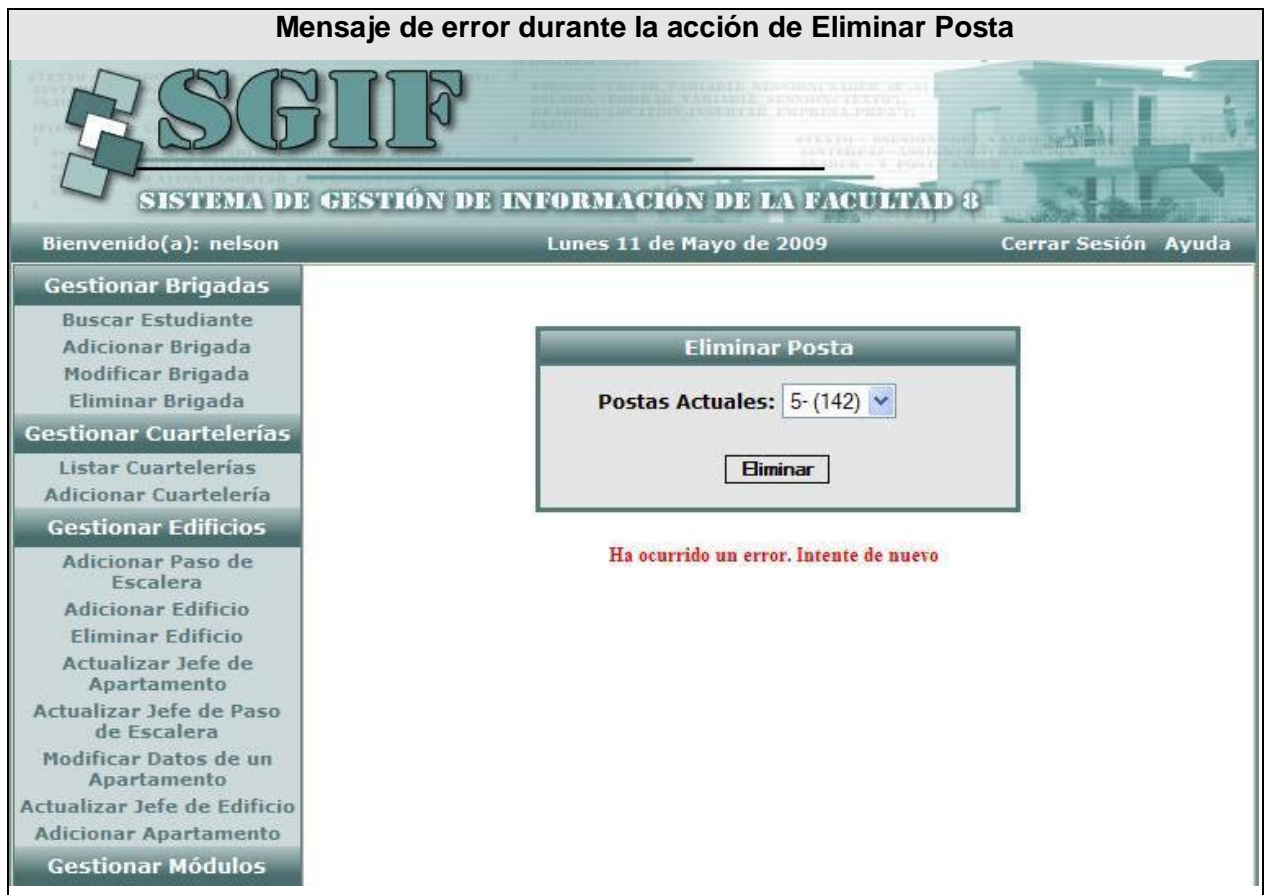 Mensaje de error durante la acción de Eliminar Posta
SGIF
SISTEMA DE GESTIÓN DE INFORMACIÓN DE LA FACULTAD 8
Bienvenido(a): nelson
Lunes 11 de Mayo de 2009
Cerrar Sesión Ayuda
Gestionar Brigadas
Buscar Estudiante
Adicionar Brigada
Modificar Brigada
Eliminar Brigada
Gestionar Cuartelerías
Listar Cuartelerías
Adicionar Cuartelería
Gestionar Edificios
Adicionar Paso de
Escalera
Adicionar Edificio
Eliminar Edificio
Actualizar Jefe de
Apartamento
Actualizar Jefe de Paso
de Escalera
Modificar Datos de un
Apartamento
Actualizar Jefe de Edificio
Adicionar Apartamento
Gestionar Módulos
Eliminar Posta
Postas Actuales: 5- (142)
Eliminar
Ha ocurrido un error. Intente de nuevo